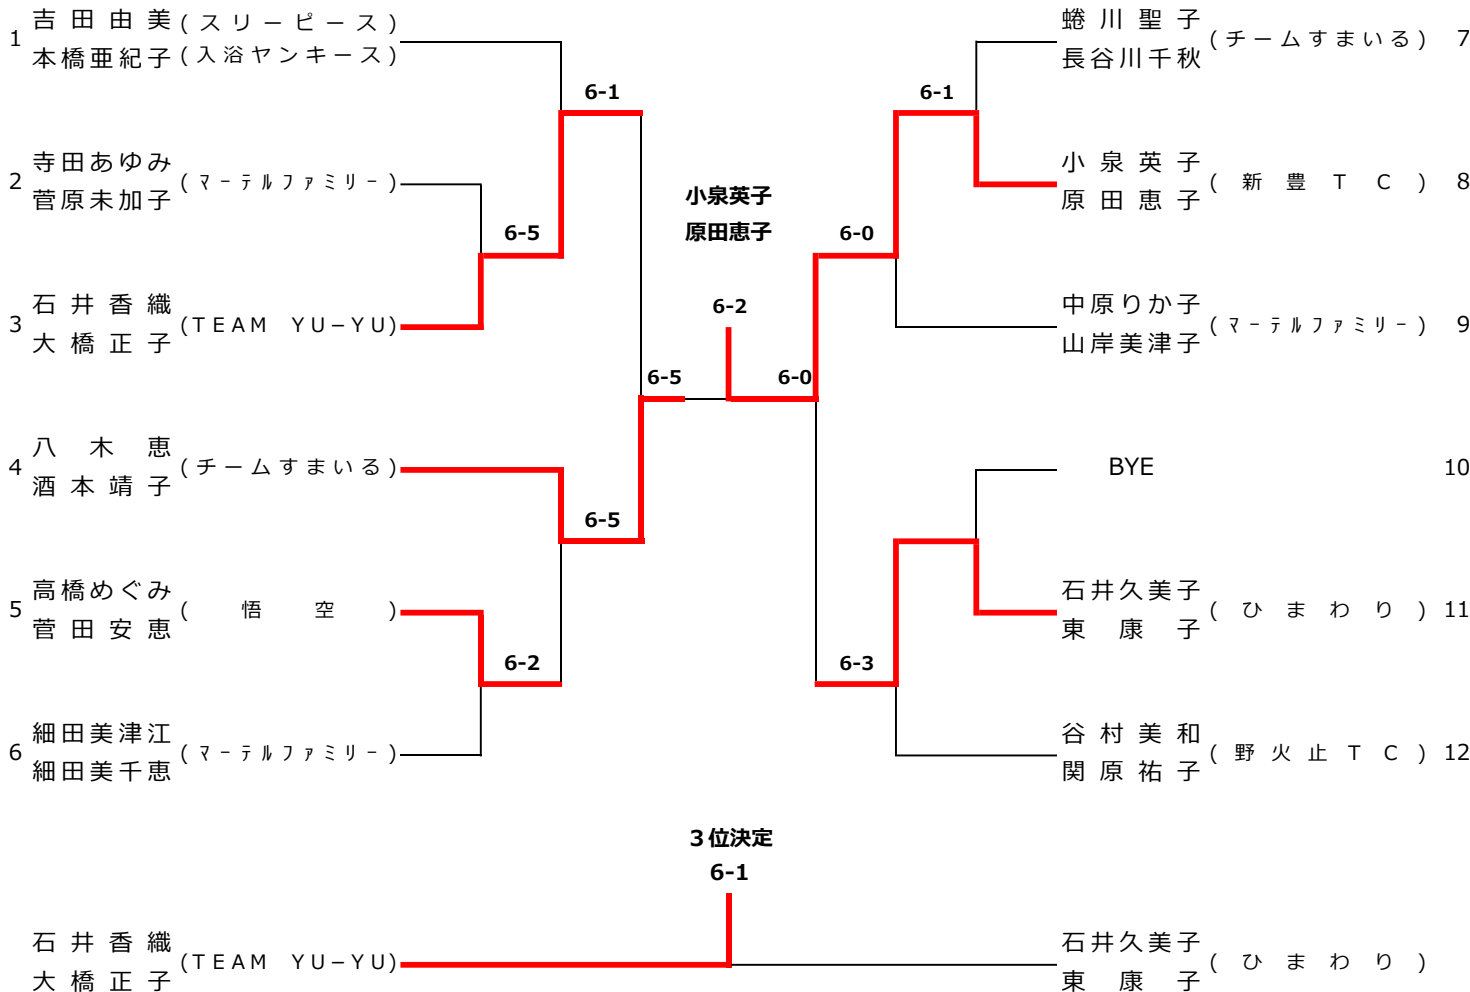 吉田由美(スリーピース)
1
本橋亜紀子(入浴ヤンキース)
6-1
寺田あゆみ
2 (マーテルファミリー)
菅原未加子
6-5
石井香織
3 (TEAM YU-YU)
大橋正子
6-5
八木恵
4 (チームすまいる)
酒本靖子
6-5
高橋めぐみ
5 (悟空)
菅田安恵
6-2
細田美津江
6 (マーテルファミリー)
細田美千恵
小泉英子
原田恵子
6-2
蜷川聖子
(チームすまいる) 7
長谷川千秋
6-1
小泉英子
(新豊TC) 8
原田恵子
6-0
中原りか子
(マーテルファミリー) 9
山岸美津子
6-0
BYE 10
石井久美子
(ひまわり) 11
東康子
6-3
谷村美和
(野火止TC) 12
関原祐子
3位決定
6-1
石井香織
(TEAM YU-YU)
大橋正子
石井久美子
(ひまわり)
東康子